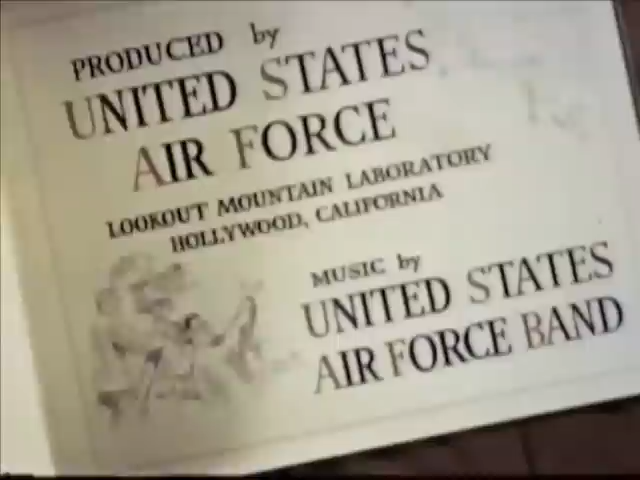 PRODUCED by
UNITED STATES
AIR FORCE
LOOKOUT MOUNTAIN LABORATORY
HOLLYWOOD, CALIFORNIA
MUSIC by
UNITED STATES
AIR FORCE BAND